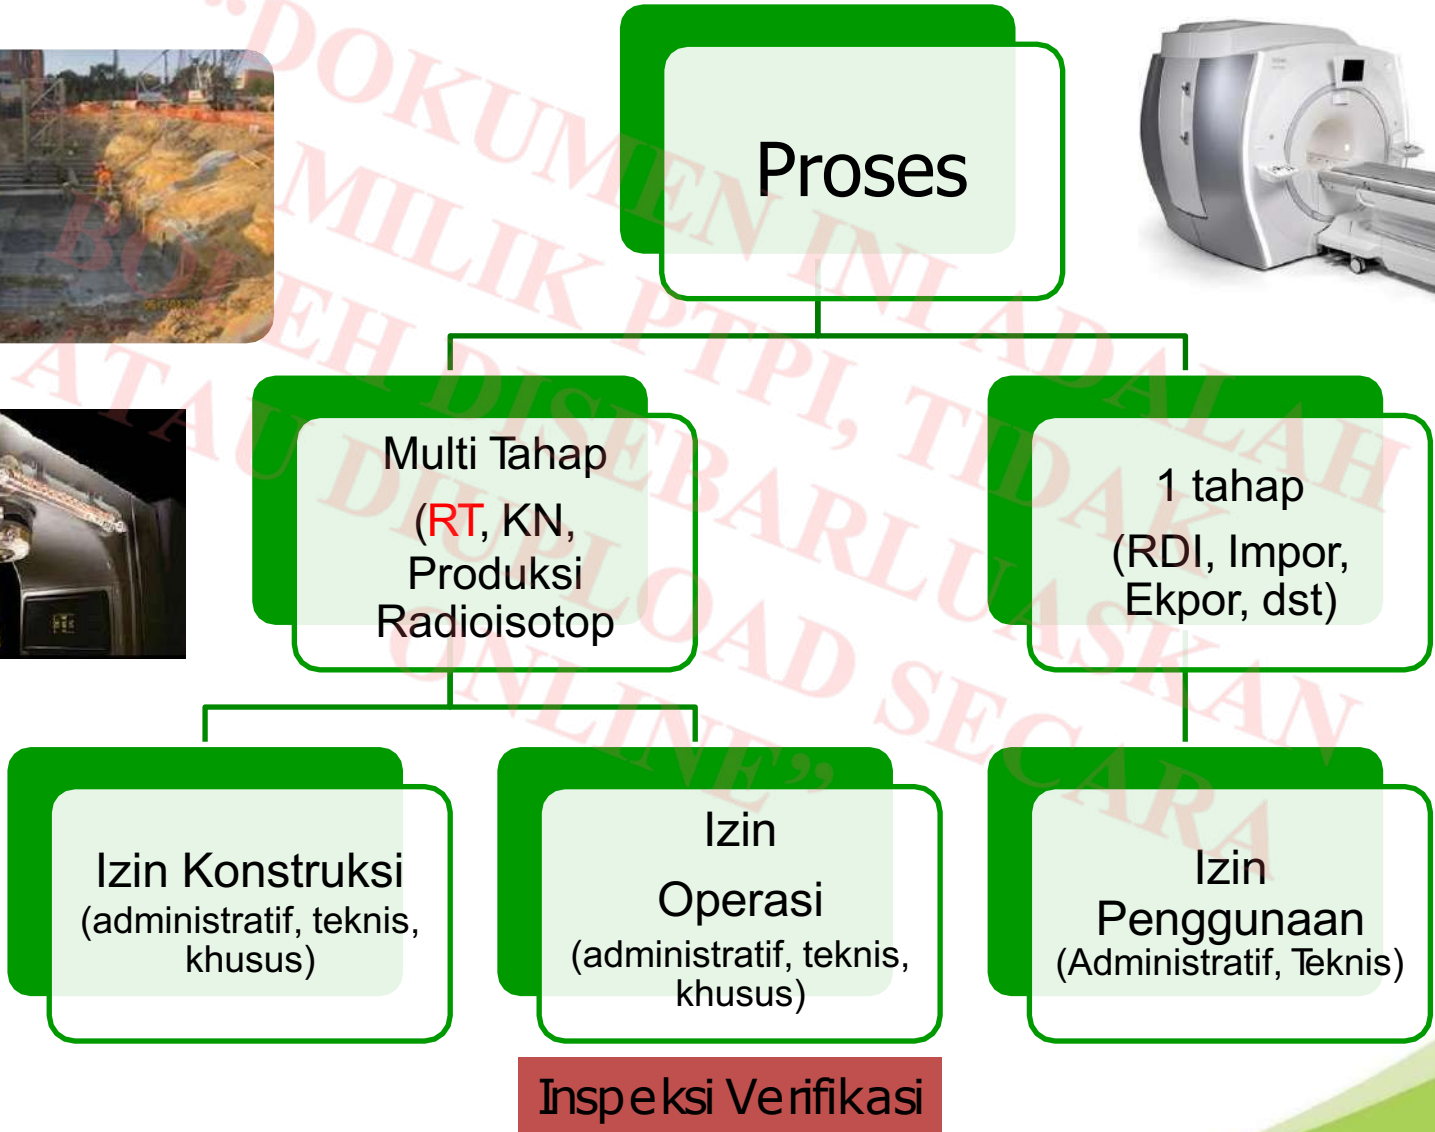 Proses
Multi Tahap
(RT, KN,
Produksi
Radioisotop
1 tahap
(RDI, Impor,
Ekpor, dst)
Izin Konstruksi
(administratif, teknis,
khusus)
Izin
Operasi
(administratif, teknis,
khusus)
Izin
Penggunaan
(Administratif, Teknis)
Inspeksi Verifikasi
“DOKUMEN INI ADALAH
MILIK PTPI, TIDAK
BOLEH DISEBARLUASKAN
ATAU DIUPLOAD SECARA
ONLINE”